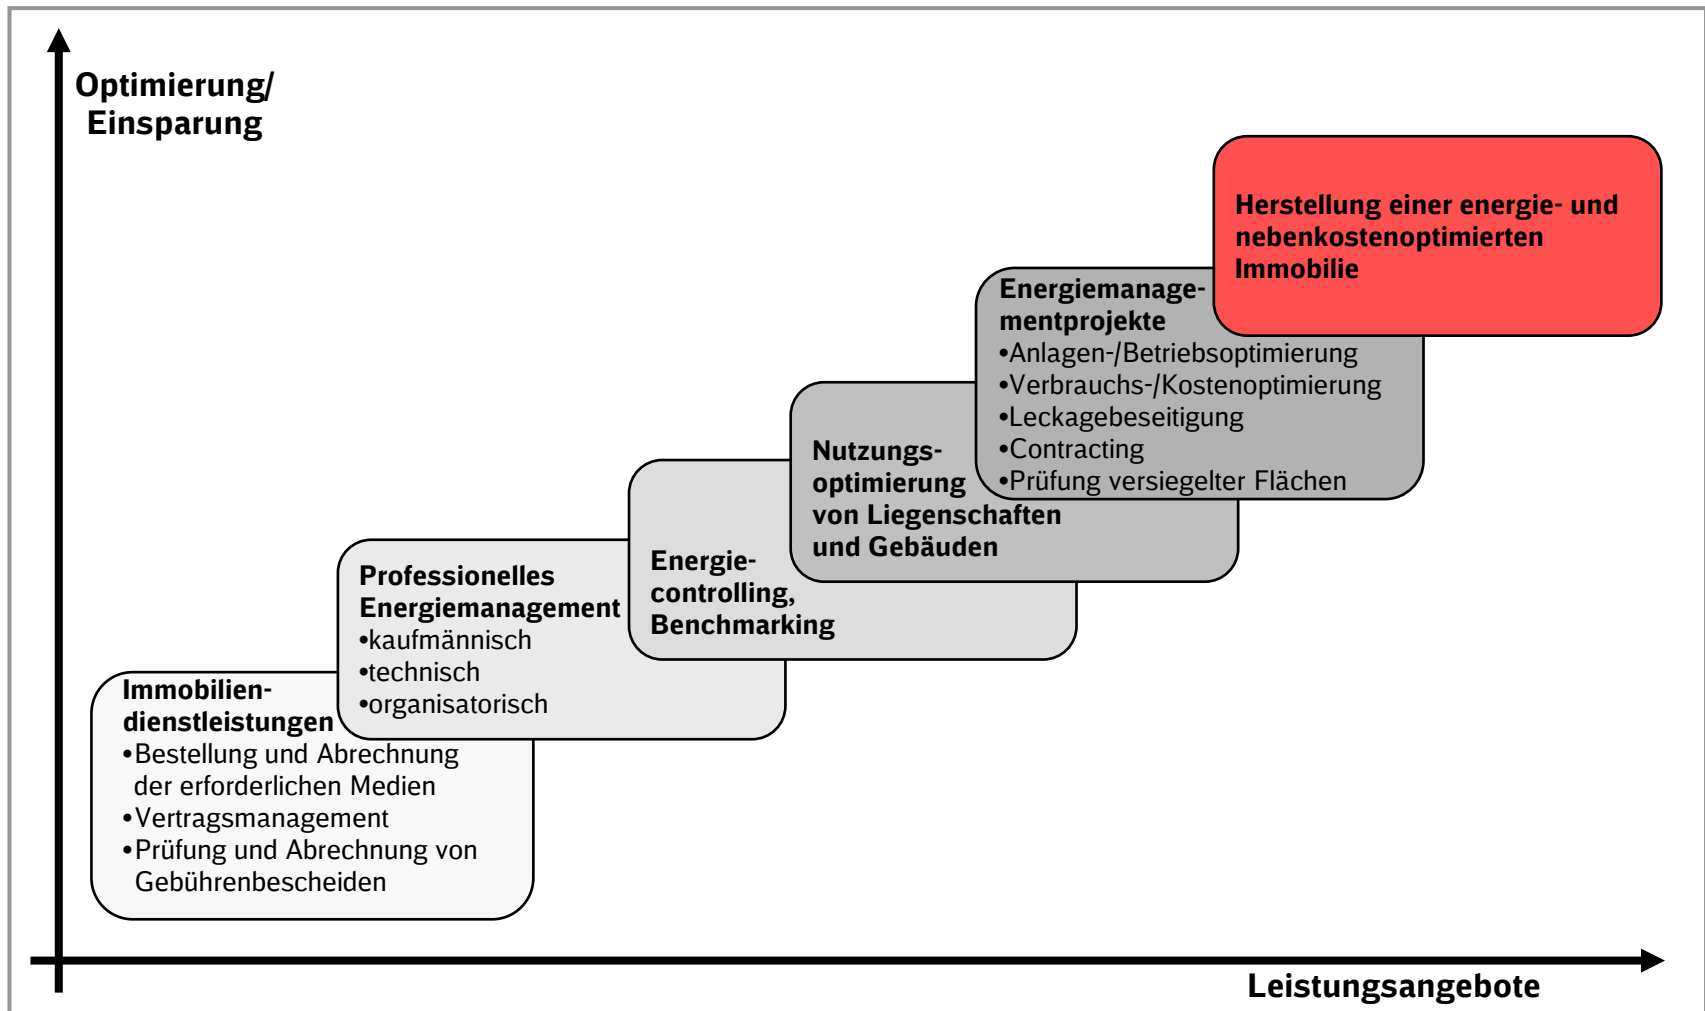 Optimierung/
Einsparung
Herstellung einer energie- und
nebenkostenoptimierten
Immobilie
Energiemanage-
mentprojekte
•Anlagen-/Betriebsoptimierung
•Verbrauchs-/Kostenoptimierung
•Leckagebeseitigung
•Contracting
•Prüfung versiegelter Flächen
Nutzungs-
optimierung
von Liegenschaften
und Gebäuden
Energie-
controlling,
Benchmarking
Professionelles
Energiemanagement
•kaufmännisch
•technisch
•organisatorisch
Immobilien-
dienstleistungen
•Bestellung und Abrechnung
der erforderlichen Medien
•Vertragsmanagement
•Prüfung und Abrechnung von
Gebührenbescheiden
Leistungsangebote